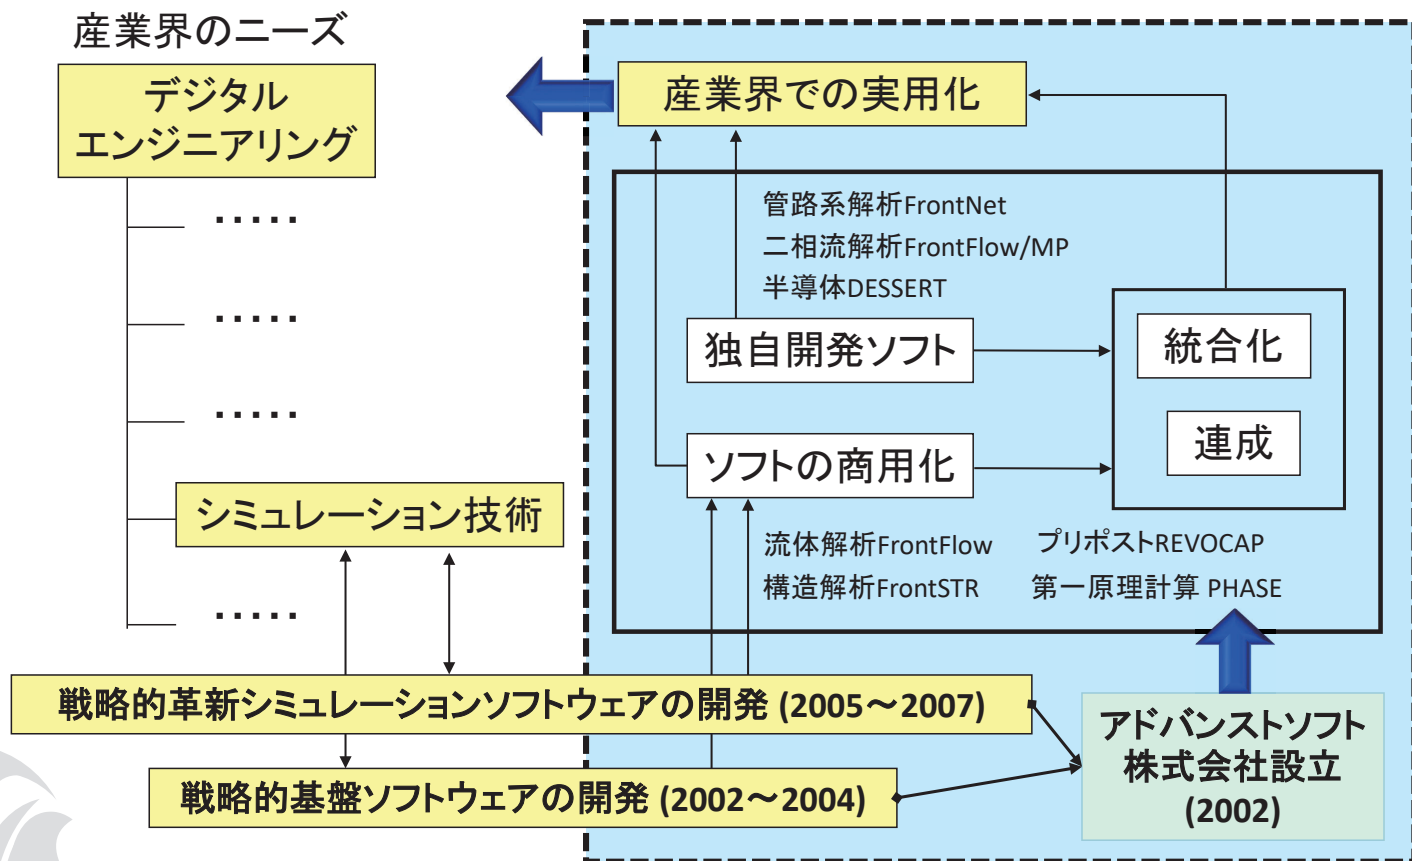 産業界のニーズ
デジタル
エンジニアリング
・・・・・
・・・・・
・・・・・
シミュレーション技術
・・・・・
産業界での実用化
管路系解析FrontNet
二相流解析FrontFlow/MP
半導体DESSERT
独自開発ソフト
統合化
連成
ソフトの商用化
流体解析FrontFlow
プリポストREVOCAP
構造解析FrontSTR
第一原理計算 PHASE
戦略的革新シミュレーションソフトウェアの開発 (2005～2007)
戦略的基盤ソフトウェアの開発 (2002～2004)
アドバンストソフト
株式会社設立
(2002)